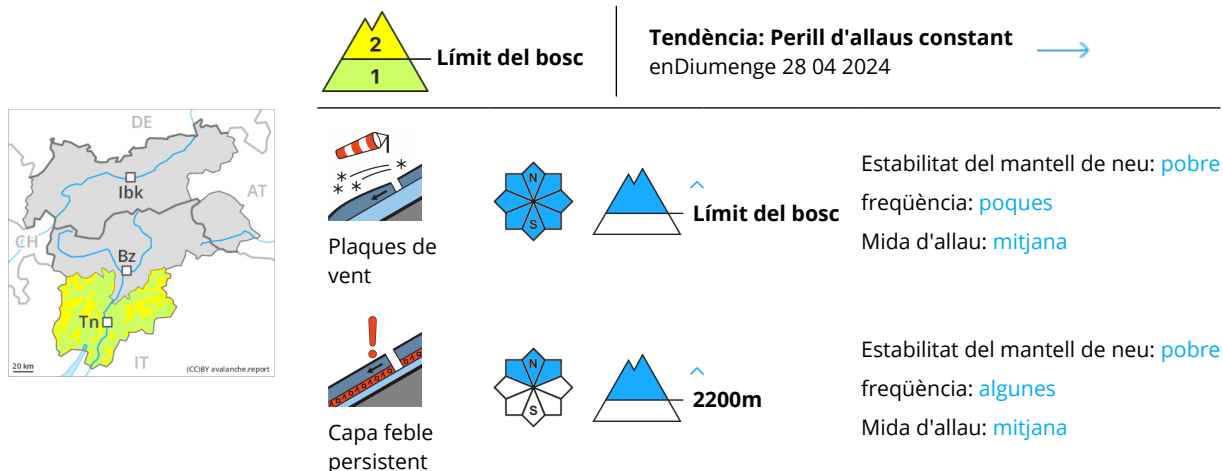 2
1
Límit del bosc
Tendència: Perill d'allaus constant
enDiumenge 28 04 2024
DE
Ibk
AT
CH
Bz
Tn
IT
20 km
(CC)BY avalanche.report
Plaques de
vent
N
S
Límit del bosc
Estabilitat del mantell de neu: pobre
freqüència: poques
Mida d'allau: mitjana
Capa feble
persistent
N
S
2200m
Estabilitat del mantell de neu: pobre
freqüència: algunes
Mida d'allau: mitjana